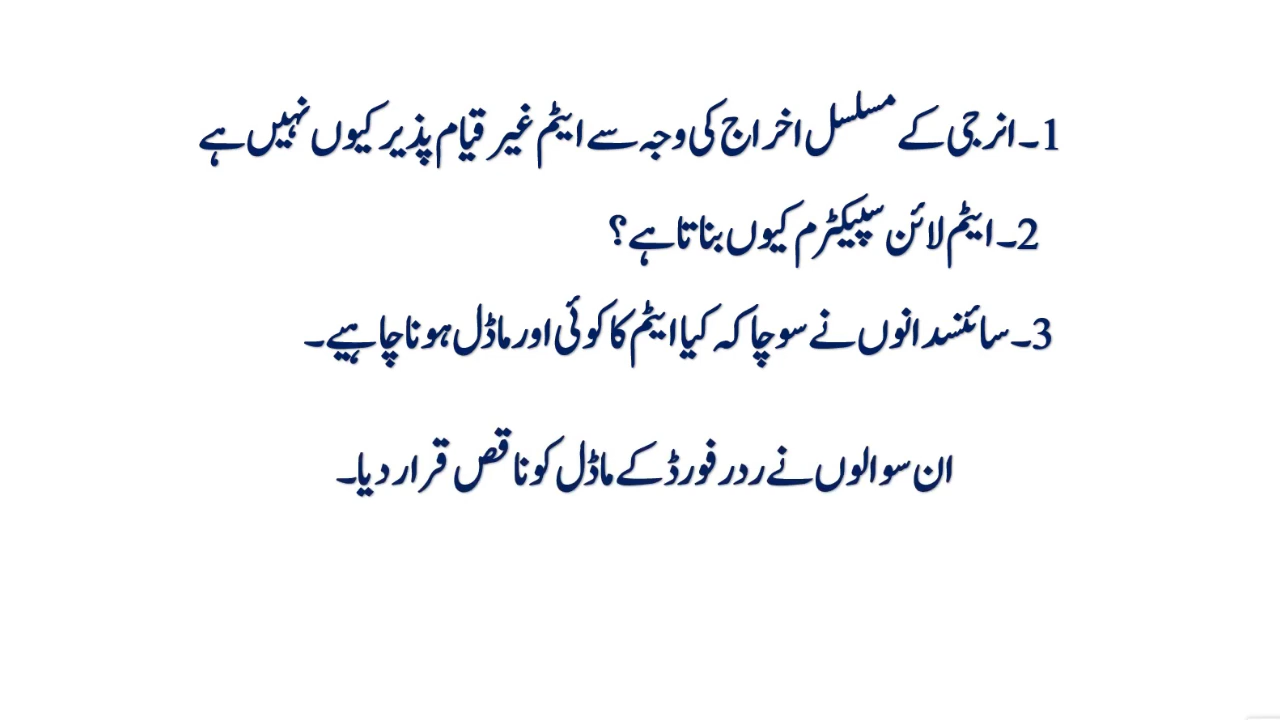 1۔انرجی کے مسلسل اخراج کی وجہ سے ایٹم غیر قیام پذیر کیوں نہیں ہے
2۔ایٹم لائن سپیکٹرم کیوں بناتا ہے؟
3۔سائنسدانوں نے سوچا کہ کیا ایٹم کا کوئی اور ماڈل ہونا چاہیے۔
ان سوالوں نے ردرفورڈ کے ماڈل کو ناقص قرار دیا۔